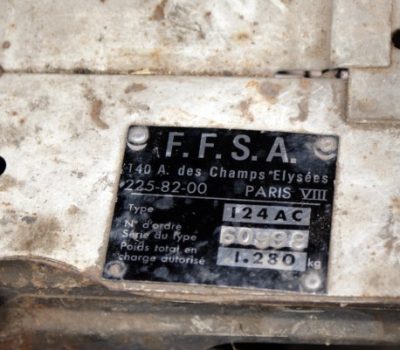 F.F.S.A.
140 A. des Champs Elysées
225-82-00 PARIS VIII
Type 124AC
N° d'ordre
Série du type
Poids total en
charge autorisé 1.280 kg